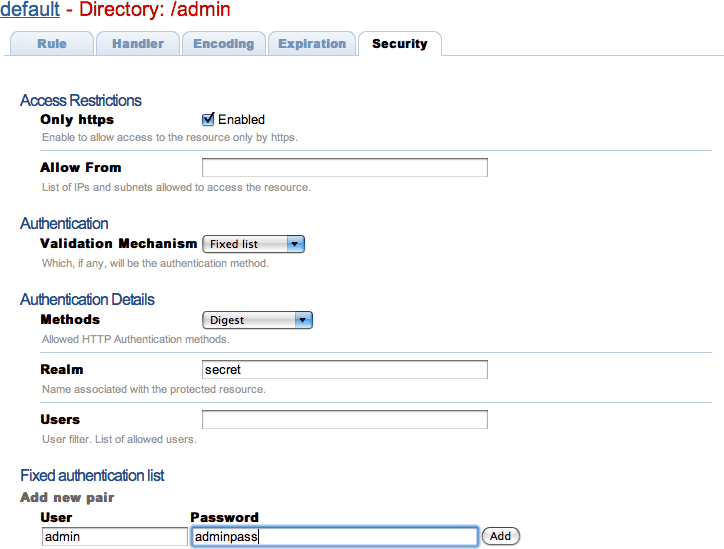 default - Directory: /admin
Rule Handler Encoding Expiration Security
Access Restrictions
Only https Enabled
Enable to allow access to the resource only by https.
Allow From
List of IPs and subnets allowed to access the resource.
Authentication
Validation Mechanism Fixed list
Which, if any, will be the authentication method.
Authentication Details
Methods Digest
Allowed HTTP Authentication methods.
Realm secret
Name associated with the protected resource.
Users
User filter. List of allowed users.
Fixed authentication list
Add new pair
User Password
admin adminpass Add